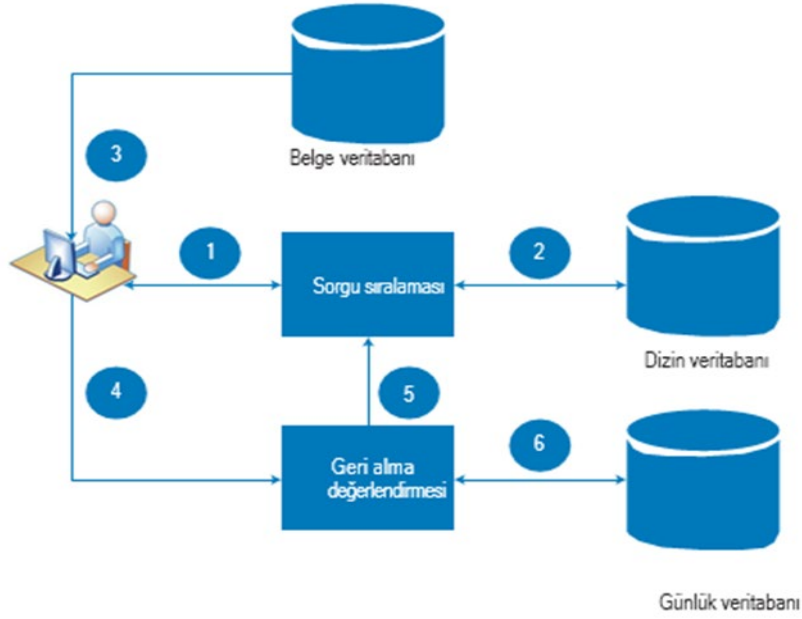 Belge veritabanı
3
1
Sorgu sıralaması
2
Dizin veritabanı
4
5
Geri alma
değerlendirmesi
6
Günlük veritabanı